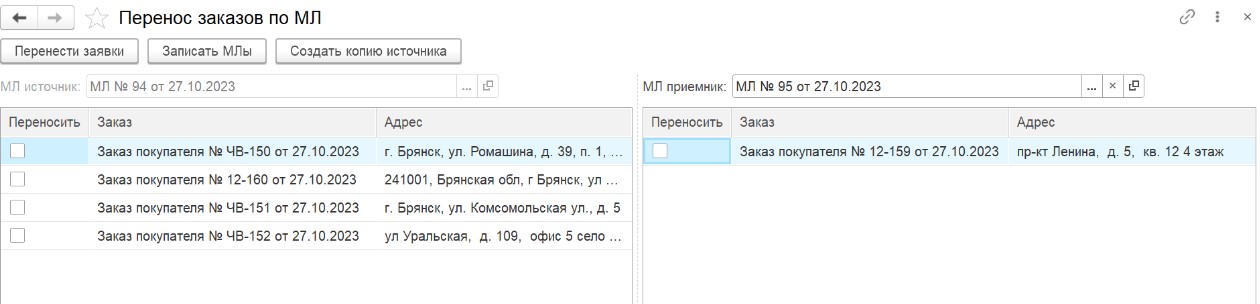 Перенос заказов по МЛ
Перенести заявки Записать МЛы Создать копию источника
МЛ источник: МЛ № 94 от 27.10.2023 ... МЛ приемник: МЛ № 95 от 27.10.2023 ...
Переносить Заказ Адрес Переносить Заказ Адрес
Заказ покупателя № ЧВ-150 от 27.10.2023 г. Брянск, ул. Ромашина, д. 39, п. 1, ... Заказ покупателя № 12-159 от 27.10.2023 пр-кт Ленина, д. 5, кв. 12 4 этаж
Заказ покупателя № 12-160 от 27.10.2023 241001, Брянская обл, г Брянск, ул ...
Заказ покупателя № ЧВ-151 от 27.10.2023 г. Брянск, ул. Комсомольская ул., д. 5
Заказ покупателя № ЧВ-152 от 27.10.2023 ул Уральская, д. 109, офис 5 село ...